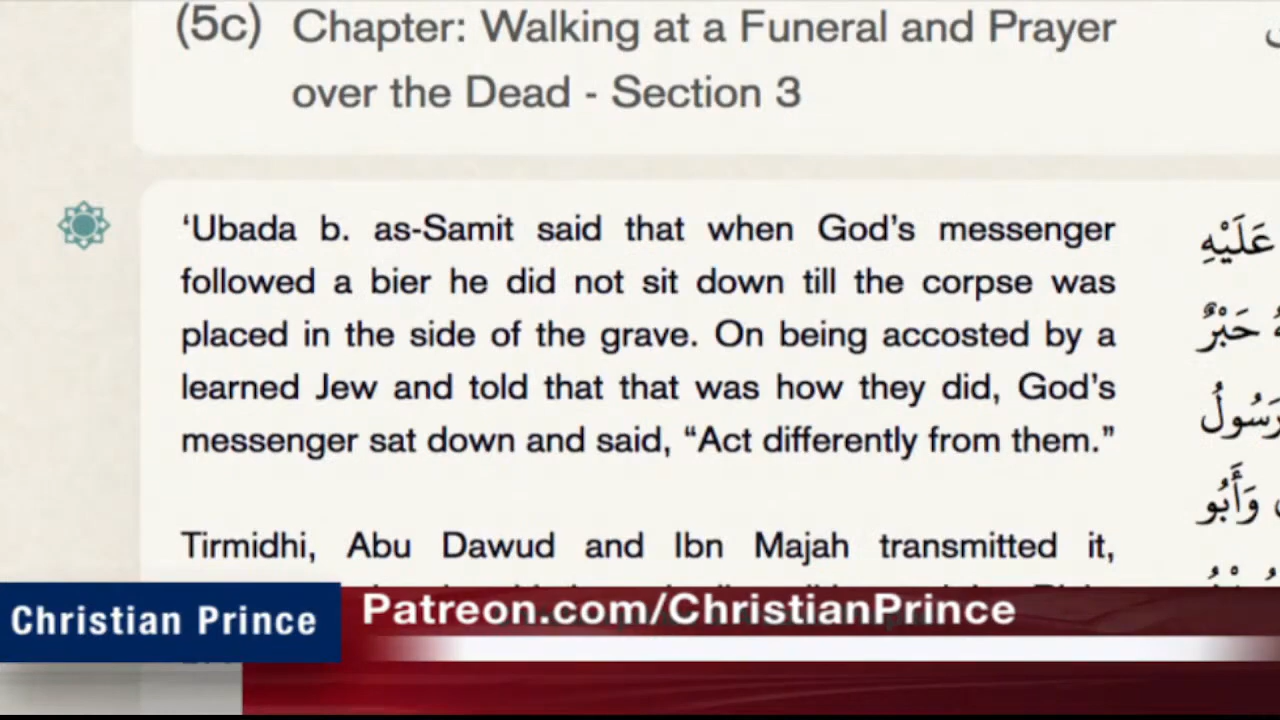 (5c) Chapter: Walking at a Funeral and Prayer
over the Dead - Section 3
‘Ubada b. as-Samit said that when God’s messenger
followed a bier he did not sit down till the corpse was
placed in the side of the grave. On being accosted by a
learned Jew and told that that was how they did, God’s
messenger sat down and said, “Act differently from them.”
Tirmidhi, Abu Dawud and Ibn Majah transmitted it,
عَلَيْهِ
حَبْرٌ
وَأَبُو
Christian Prince
Patreon.com/ChristianPrince